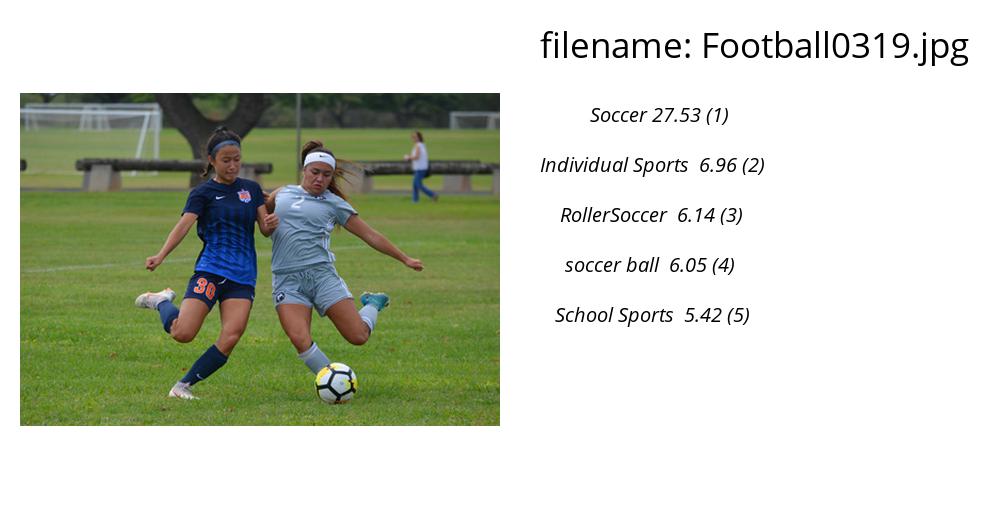 filename: Football0319.jpg
Soccer 27.53 (1)
Individual Sports 6.96 (2)
RollerSoccer 6.14 (3)
soccer ball 6.05 (4)
School Sports 5.42 (5)
2
30